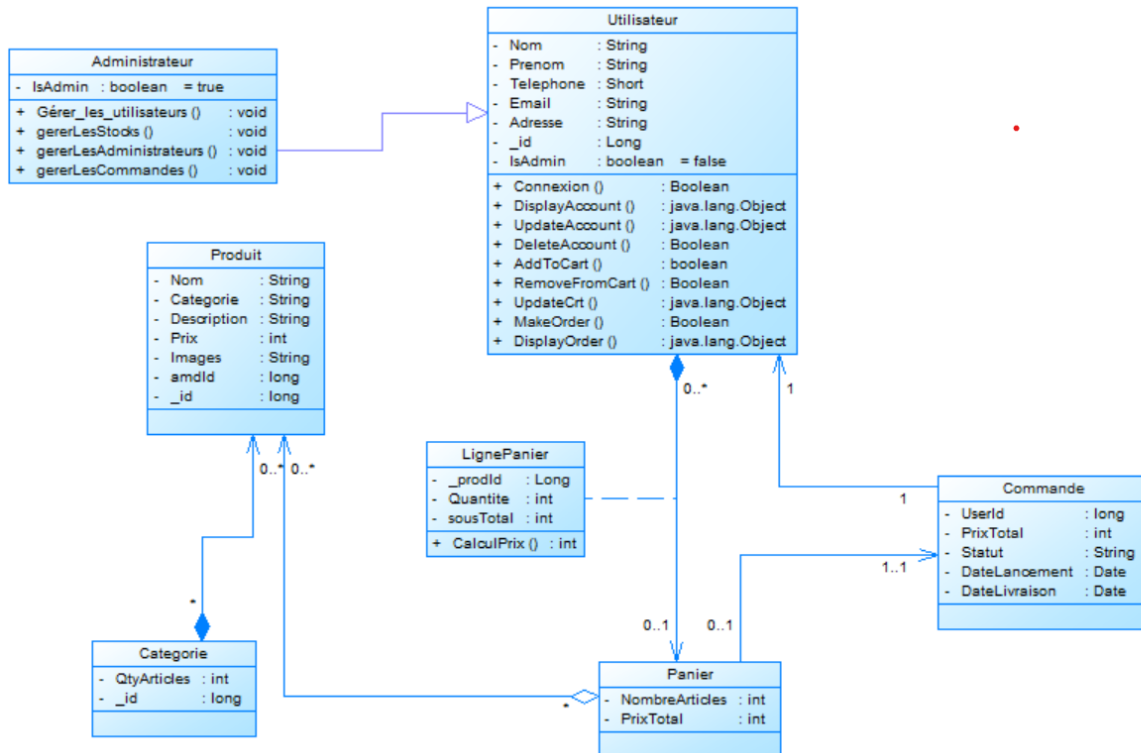 Utilisateur
- Nom : String
- Prenom : String
- Telephone : Short
- Email : String
- Adresse : String
- _id : Long
- IsAdmin : boolean = false
+ Connexion () : Boolean
+ DisplayAccount () : java.lang.Object
+ UpdateAccount () : java.lang.Object
+ DeleteAccount () : Boolean
+ AddToCart () : boolean
+ RemoveFromCart () : Boolean
+ UpdateCrt () : java.lang.Object
+ MakeOrder () : Boolean
+ DisplayOrder () : java.lang.Object
Administrateur
- IsAdmin : boolean = true
+ Gérer_les_utilisateurs () : void
+ gererLesStocks () : void
+ gererLesAdministrateurs () : void
+ gererLesCommandes () : void
Produit
- Nom : String
- Categorie : String
- Description : String
- Prix : int
- Images : String
- amdId : long
- _id : long
0..*
1
LignePanier
- _prodId : Long
- Quantite : int
- sousTotal : int
+ CalculPrix () : int
0..* 0..*
1
Commande
- UserId : long
- PrixTotal : int
- Statut : String
- DateLancement : Date
- DateLivraison : Date
1..1
*
0..1
0..1
Categorie
- QtyArticles : int
- _id : long
*
Panier
- NombreArticles : int
- PrixTotal : int